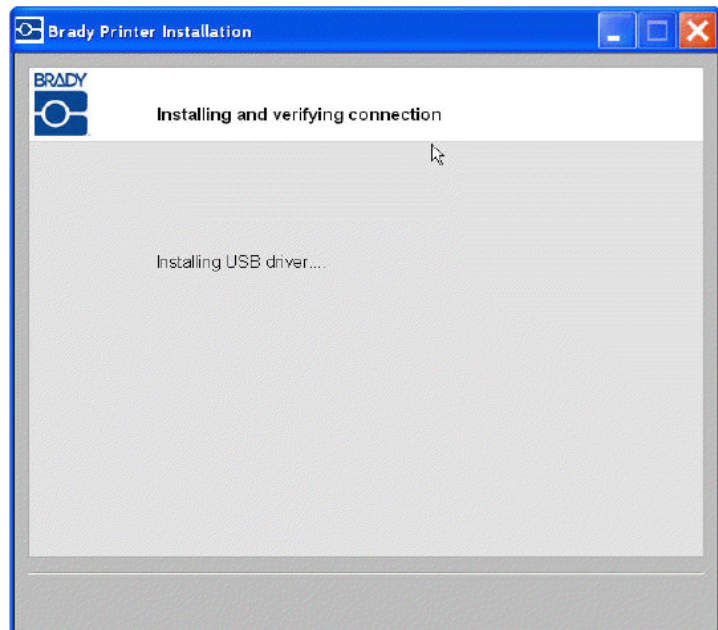 Brady Printer Installation
BRADY
Installing and verifying connection
Installing USB driver....